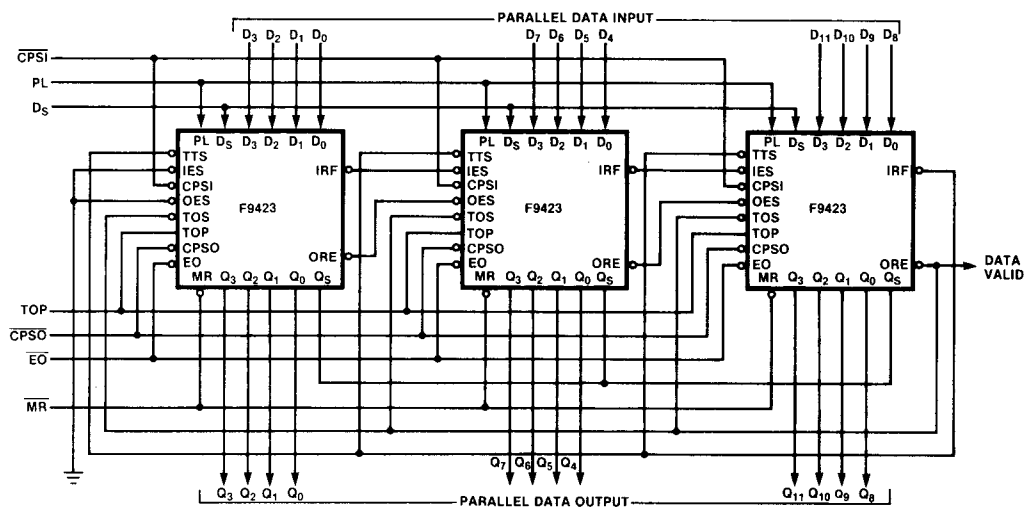 PARALLEL DATA INPUT
D3 D2 D1 D0 D7 D6 D5 D4 D11 D10 D9 D8
CPSI
PL
DS
PL DS D3 D2 D1 D0
TTS
IES
CPSI
OES
TOS
TOP
CPSO
EO
IRF
F9423
ORE
MR Q3 Q2 Q1 Q0 QS
PL DS D3 D2 D1 D0
TTS
IES
CPSI
OES
TOS
TOP
CPSO
EO
IRF
F9423
ORE
MR Q3 Q2 Q1 Q0 QS
PL DS D3 D2 D1 D0
TTS
IES
CPSI
OES
TOS
TOP
CPSO
EO
IRF
F9423
ORE
MR Q3 Q2 Q1 Q0 QS
DATA
VALID
TOP
CPSO
EO
MR
Q3 Q2 Q1 Q0 Q7 Q6 Q5 Q4 Q11 Q10 Q9 Q8
PARALLEL DATA OUTPUT